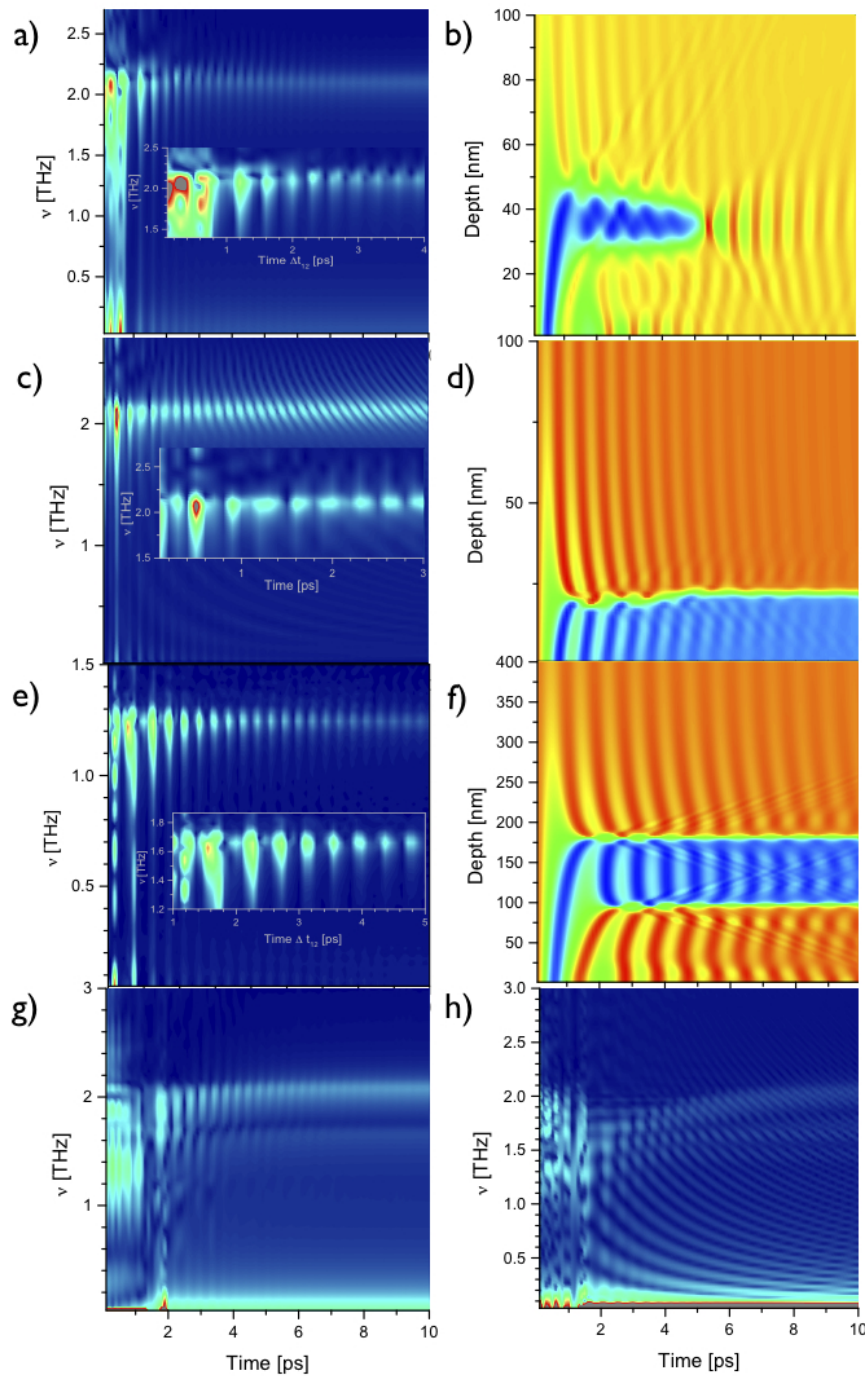 a)
ν [THz]
2.5
2.0
1.5
1.0
0.5
ν [THz]
2.5
2.0
1.5
1
2
3
4
Time Δt12 [ps]
b)
Depth [nm]
100
80
60
40
20
c)
ν [THz]
2
1
ν [THz]
2.5
2.0
1.5
1
2
3
Time [ps]
d)
Depth [nm]
100
50
e)
ν [THz]
1.5
1.0
0.5
ν [THz]
1.8
1.6
1.4
1.2
1
2
3
4
5
Time Δ t12 [ps]
f)
Depth [nm]
400
350
300
250
200
150
100
50
g)
ν [THz]
3
2
1
2
4
6
8
10
Time [ps]
h)
ν [THz]
3.0
2.5
2.0
1.5
1.0
0.5
2
4
6
8
10
Time [ps]